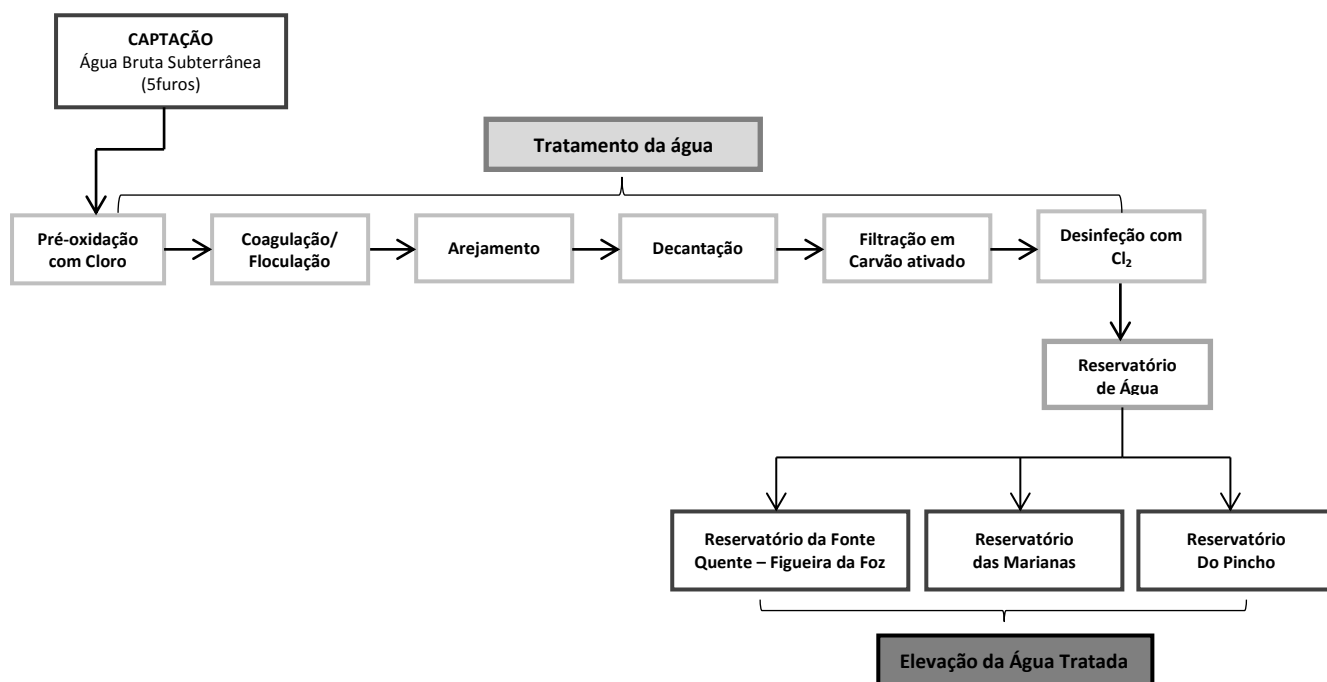 CAPTAÇÃO
Água Bruta Subterrânea
(5furos)
Tratamento da água
Pré-oxidação
com Cloro
Coagulação/
Floculação
Arejamento
Decantação
Filtração em
Carvão ativado
Desinfeção com
Cl₂
Reservatório
de Água
Reservatório da Fonte
Quente – Figueira da Foz
Reservatório
das Marianas
Reservatório
Do Pincho
Elevação da Água Tratada